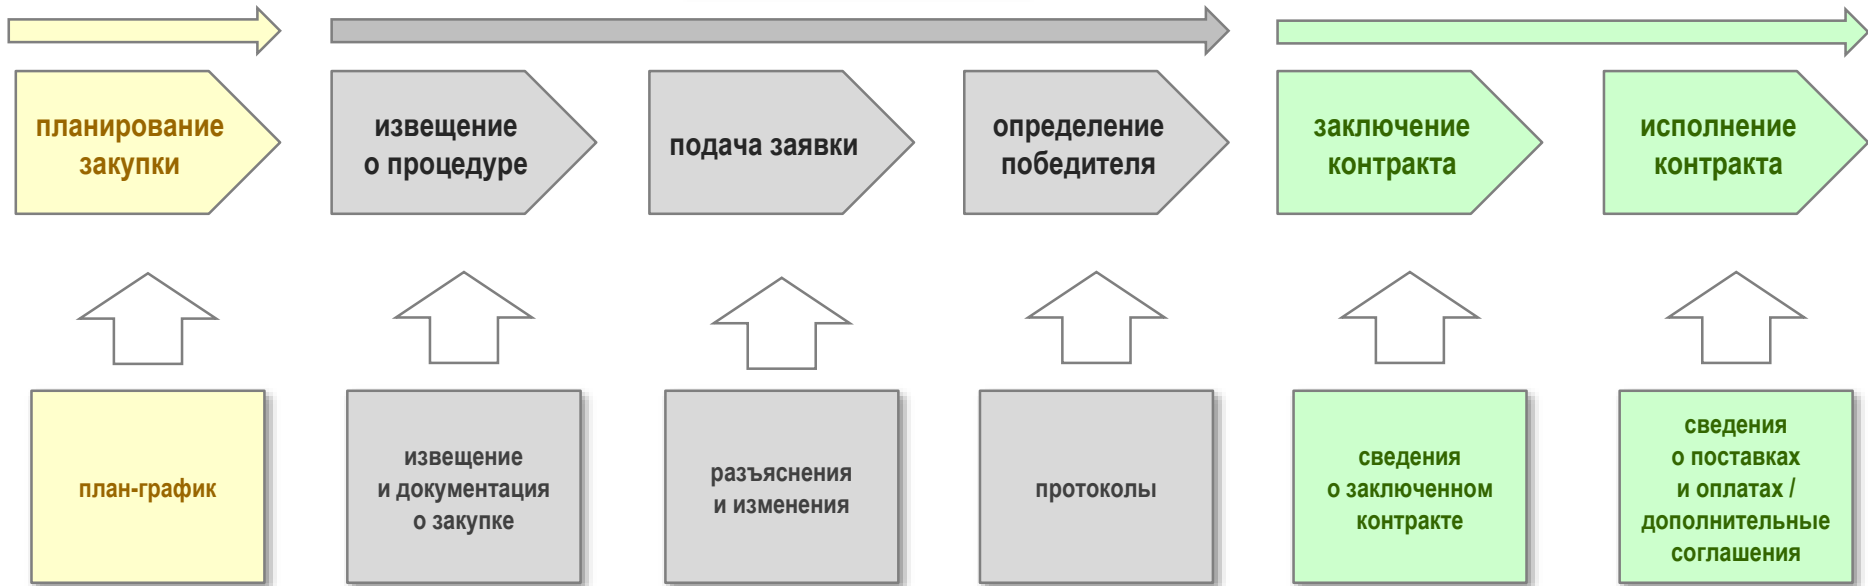 планирование
закупки
извещение
о процедуре
подача заявки
определение
победителя
заключение
контракта
исполнение
контракта
план-график
извещение
и документация
о закупке
разъяснения
и изменения
протоколы
сведения
о заключенном
контракте
сведения
о поставках
и оплатах /
дополнительные
соглашения